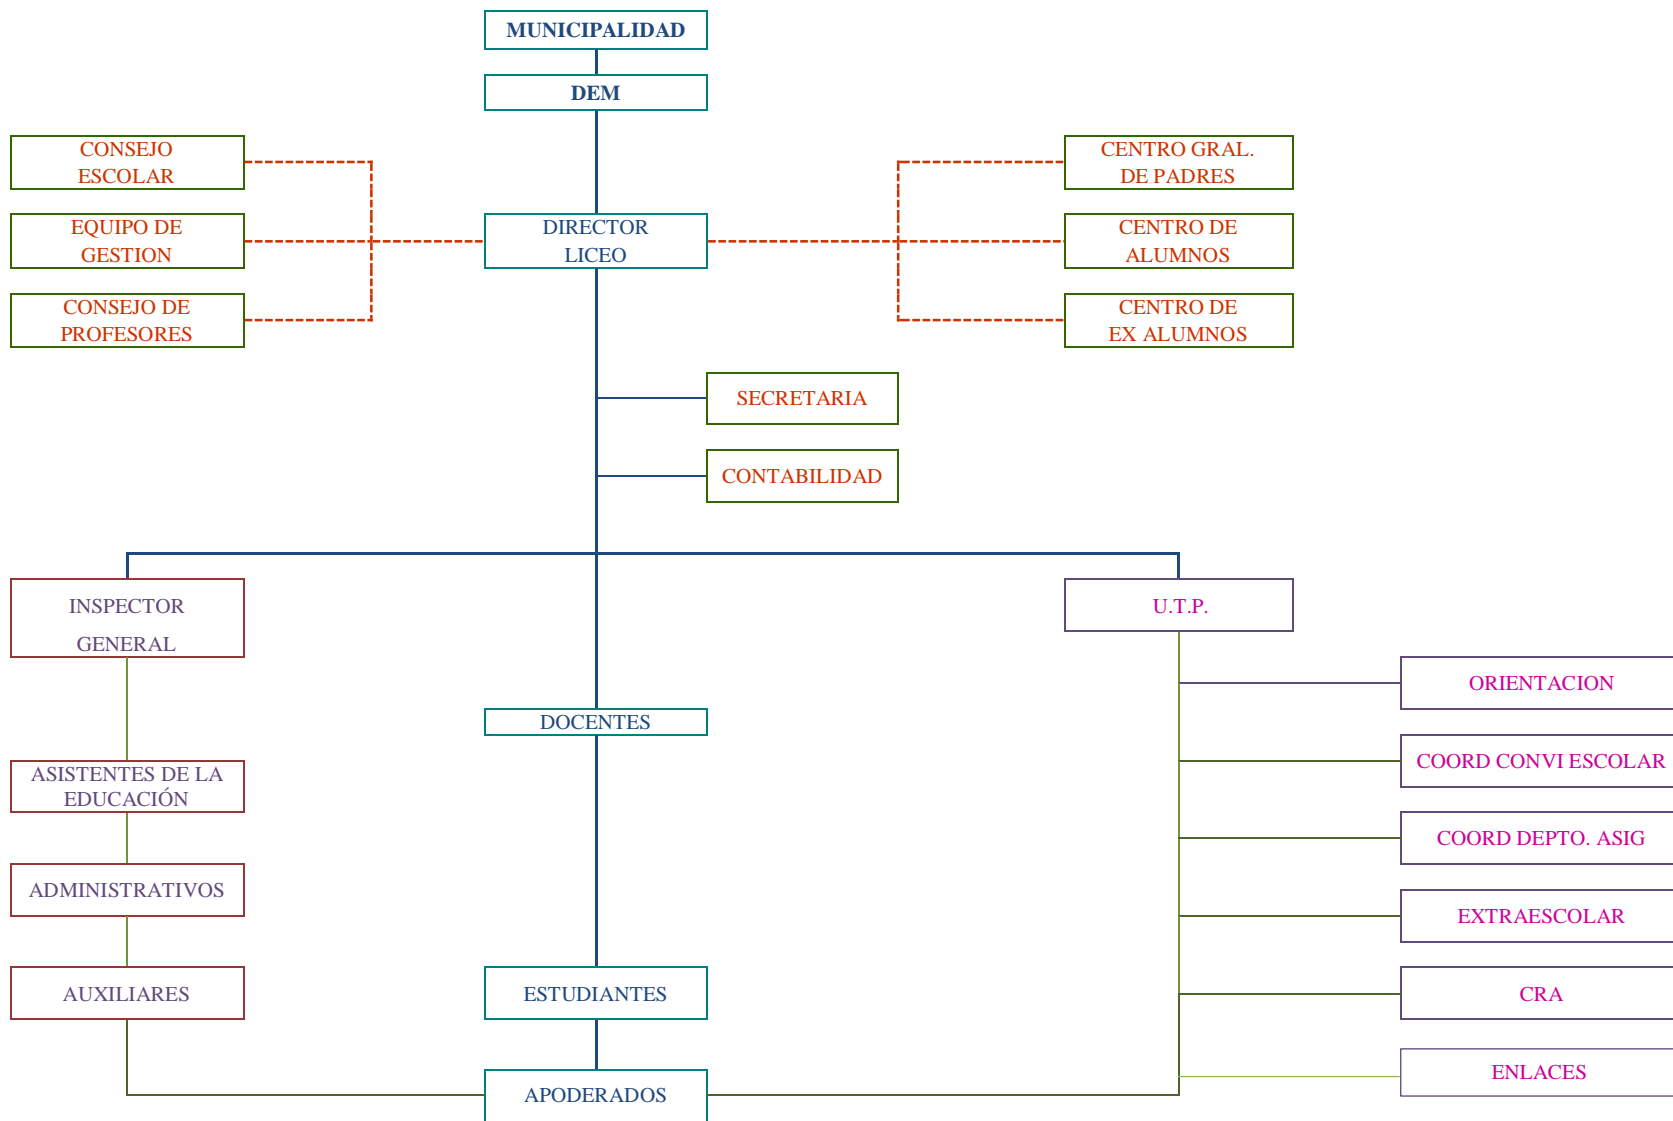 MUNICIPALIDAD
DEM
CONSEJO
ESCOLAR
CENTRO GRAL.
DE PADRES
EQUIPO DE
GESTION
DIRECTOR
LICEO
CENTRO DE
ALUMNOS
CONSEJO DE
PROFESORES
CENTRO DE
EX ALUMNOS
SECRETARIA
CONTABILIDAD
INSPECTOR
GENERAL
U.T.P.
ORIENTACION
DOCENTES
COORD CONVI ESCOLAR
ASISTENTES DE LA
EDUCACIÓN
COORD DEPTO. ASIG
ADMINISTRATIVOS
EXTRAESCOLAR
AUXILIARES
ESTUDIANTES
CRA
ENLACES
APODERADOS